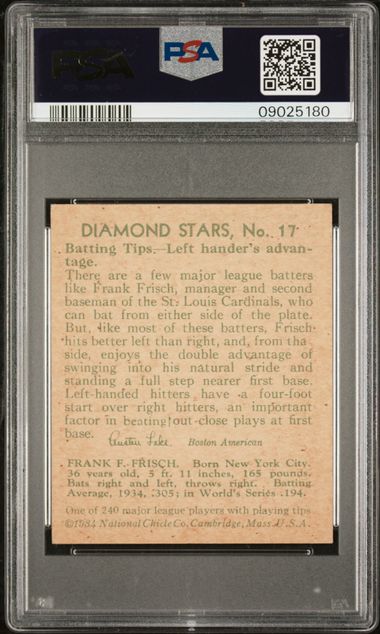 PSA
PSA
09025180
DIAMOND STARS, No. 17
Batting Tips.—Left hander's advan-
tage.
There are a few major league batters
like Frank Frisch, manager and second
baseman of the St. Louis Cardinals, who
can bat from either side of the plate.
But, like most of these batters, Frisch
hits better left than right, and, from tha
side, enjoys the double advantage of
swinging into his natural stride and
standing a full step nearer first base.
Left-handed hitters have a four-foot
start over right hitters, an important
factor in beating out-close plays at first
base. Austen Lake Boston American
FRANK F. FRISCH. Born New York City.
36 years old, 5 ft. 11 inches, 165 pounds.
Bats right and left, throws right. Batting
Average, 1934, .305; in World's Series .194.
One of 240 major league players with playing tips
©1934 National Chicle Co. Cambridge, Mass. U.S.A.